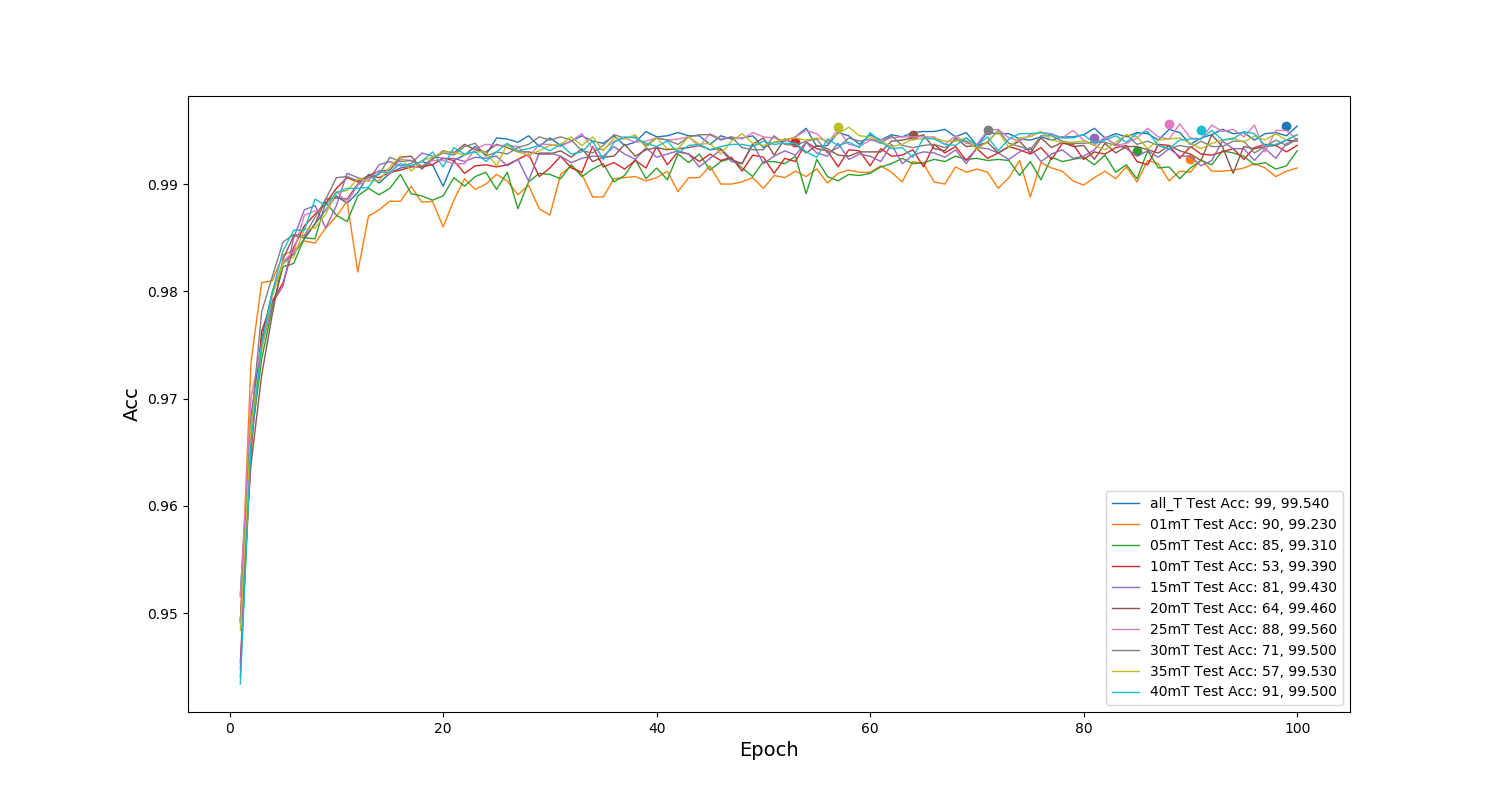 0.99
0.98
0.97
0.96
0.95
Acc
0
20
40
60
80
100
Epoch
all_T Test Acc: 99, 99.540
01mT Test Acc: 90, 99.230
05mT Test Acc: 85, 99.310
10mT Test Acc: 53, 99.390
15mT Test Acc: 81, 99.430
20mT Test Acc: 64, 99.460
25mT Test Acc: 88, 99.560
30mT Test Acc: 71, 99.500
35mT Test Acc: 57, 99.530
40mT Test Acc: 91, 99.500